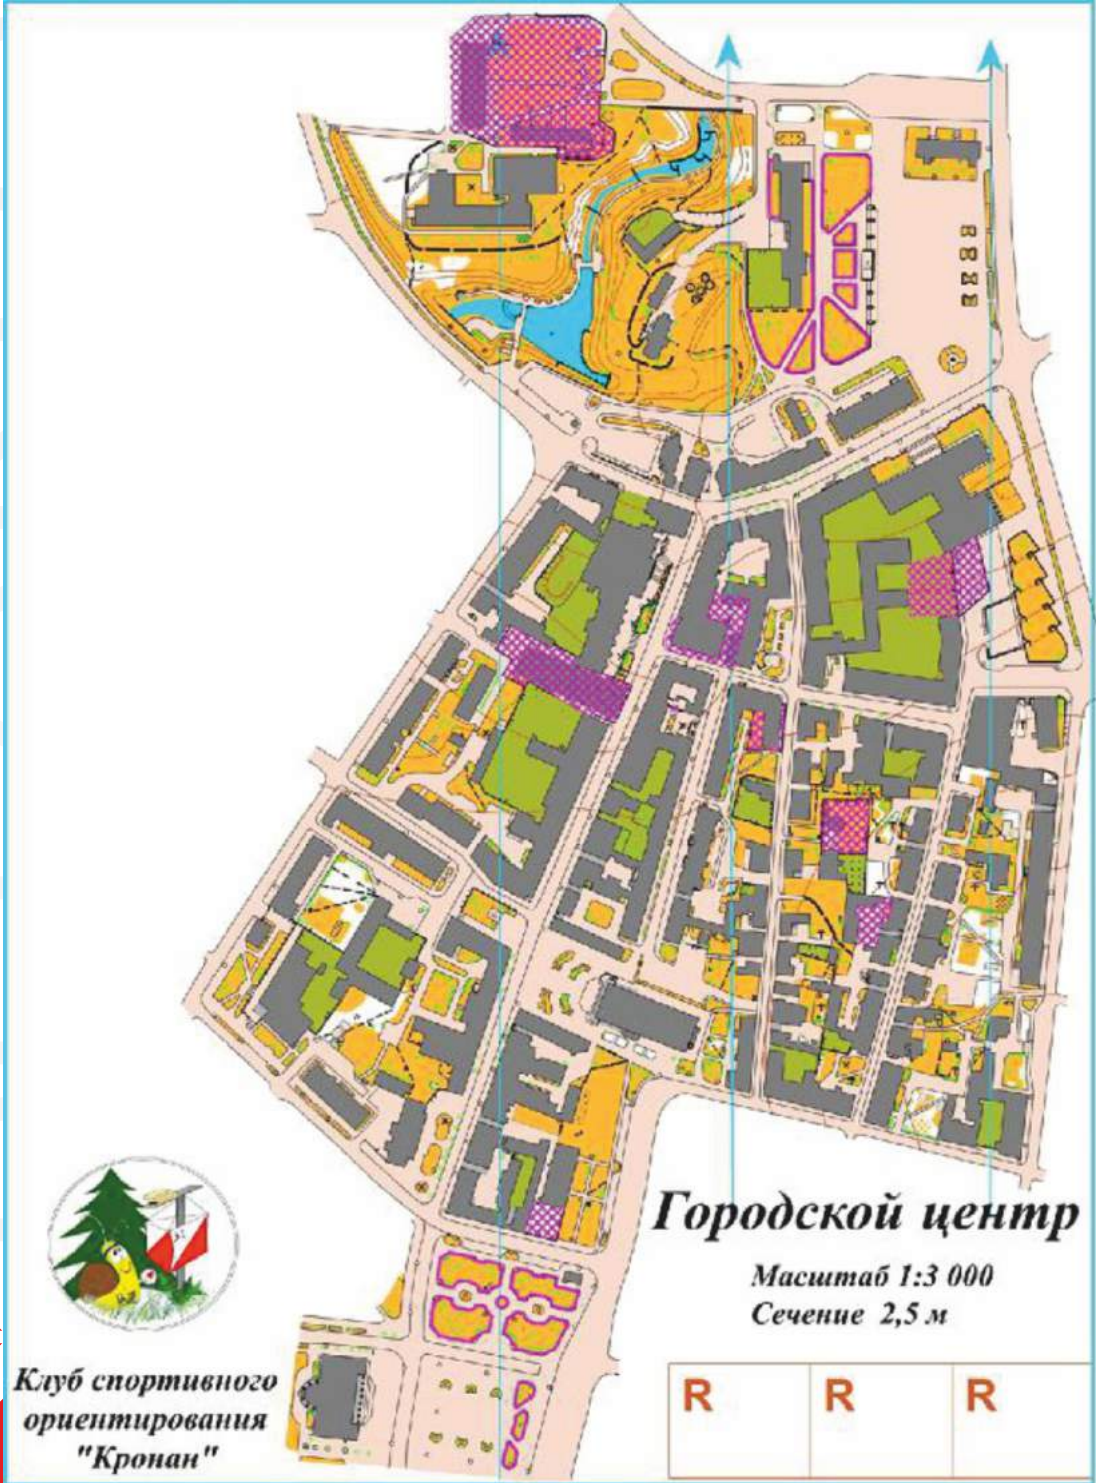 Городской центр
Масштаб 1:3 000
Сечение 2,5 м
Клуб спортивного
ориентирования
"Кронан"
R R R